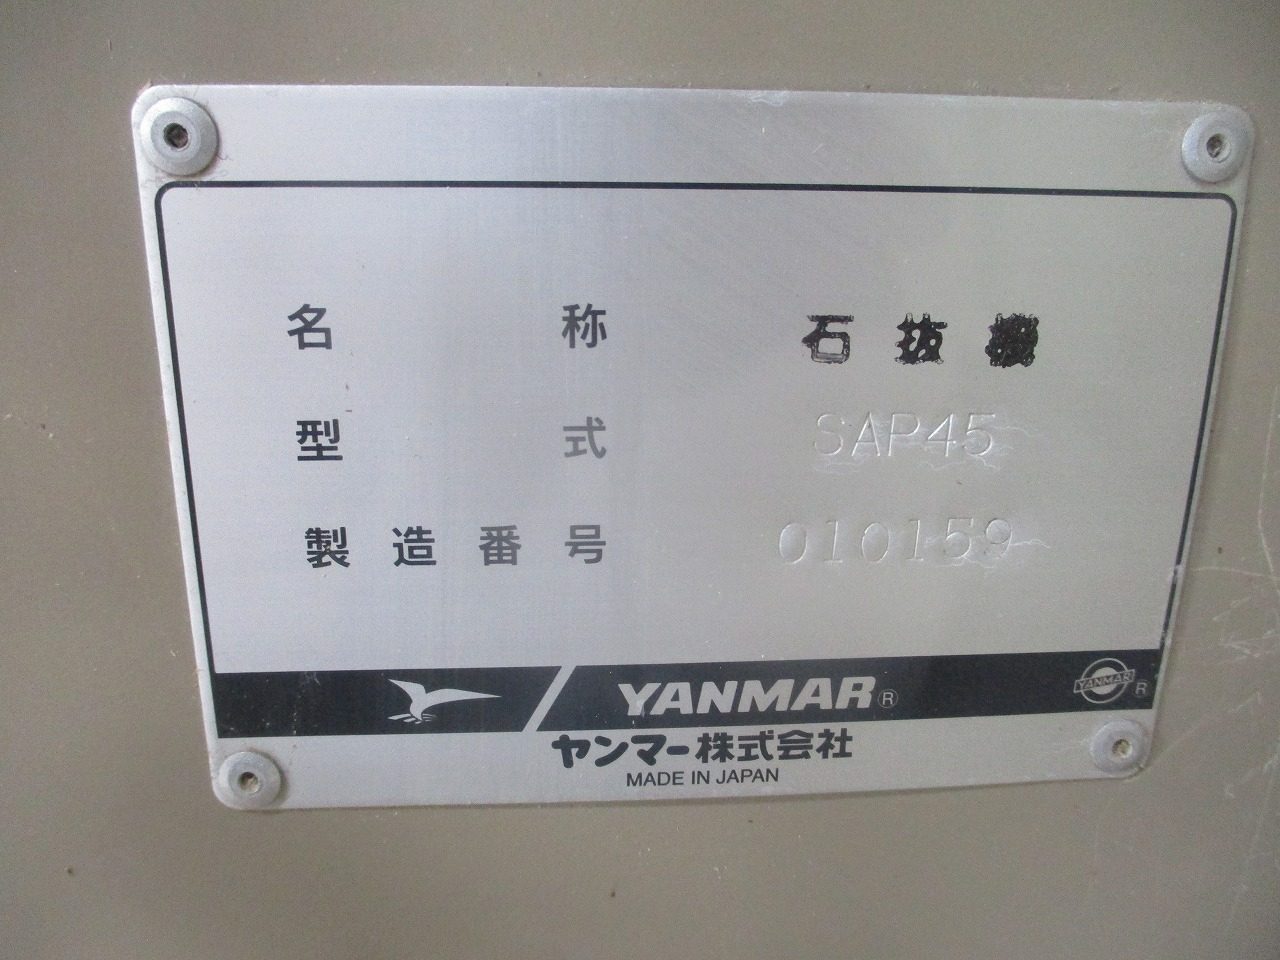 名称 石抜機
型式 SAP45
製造番号 010159
YANMAR® YANMAR R
ヤンマー株式会社
MADE IN JAPAN